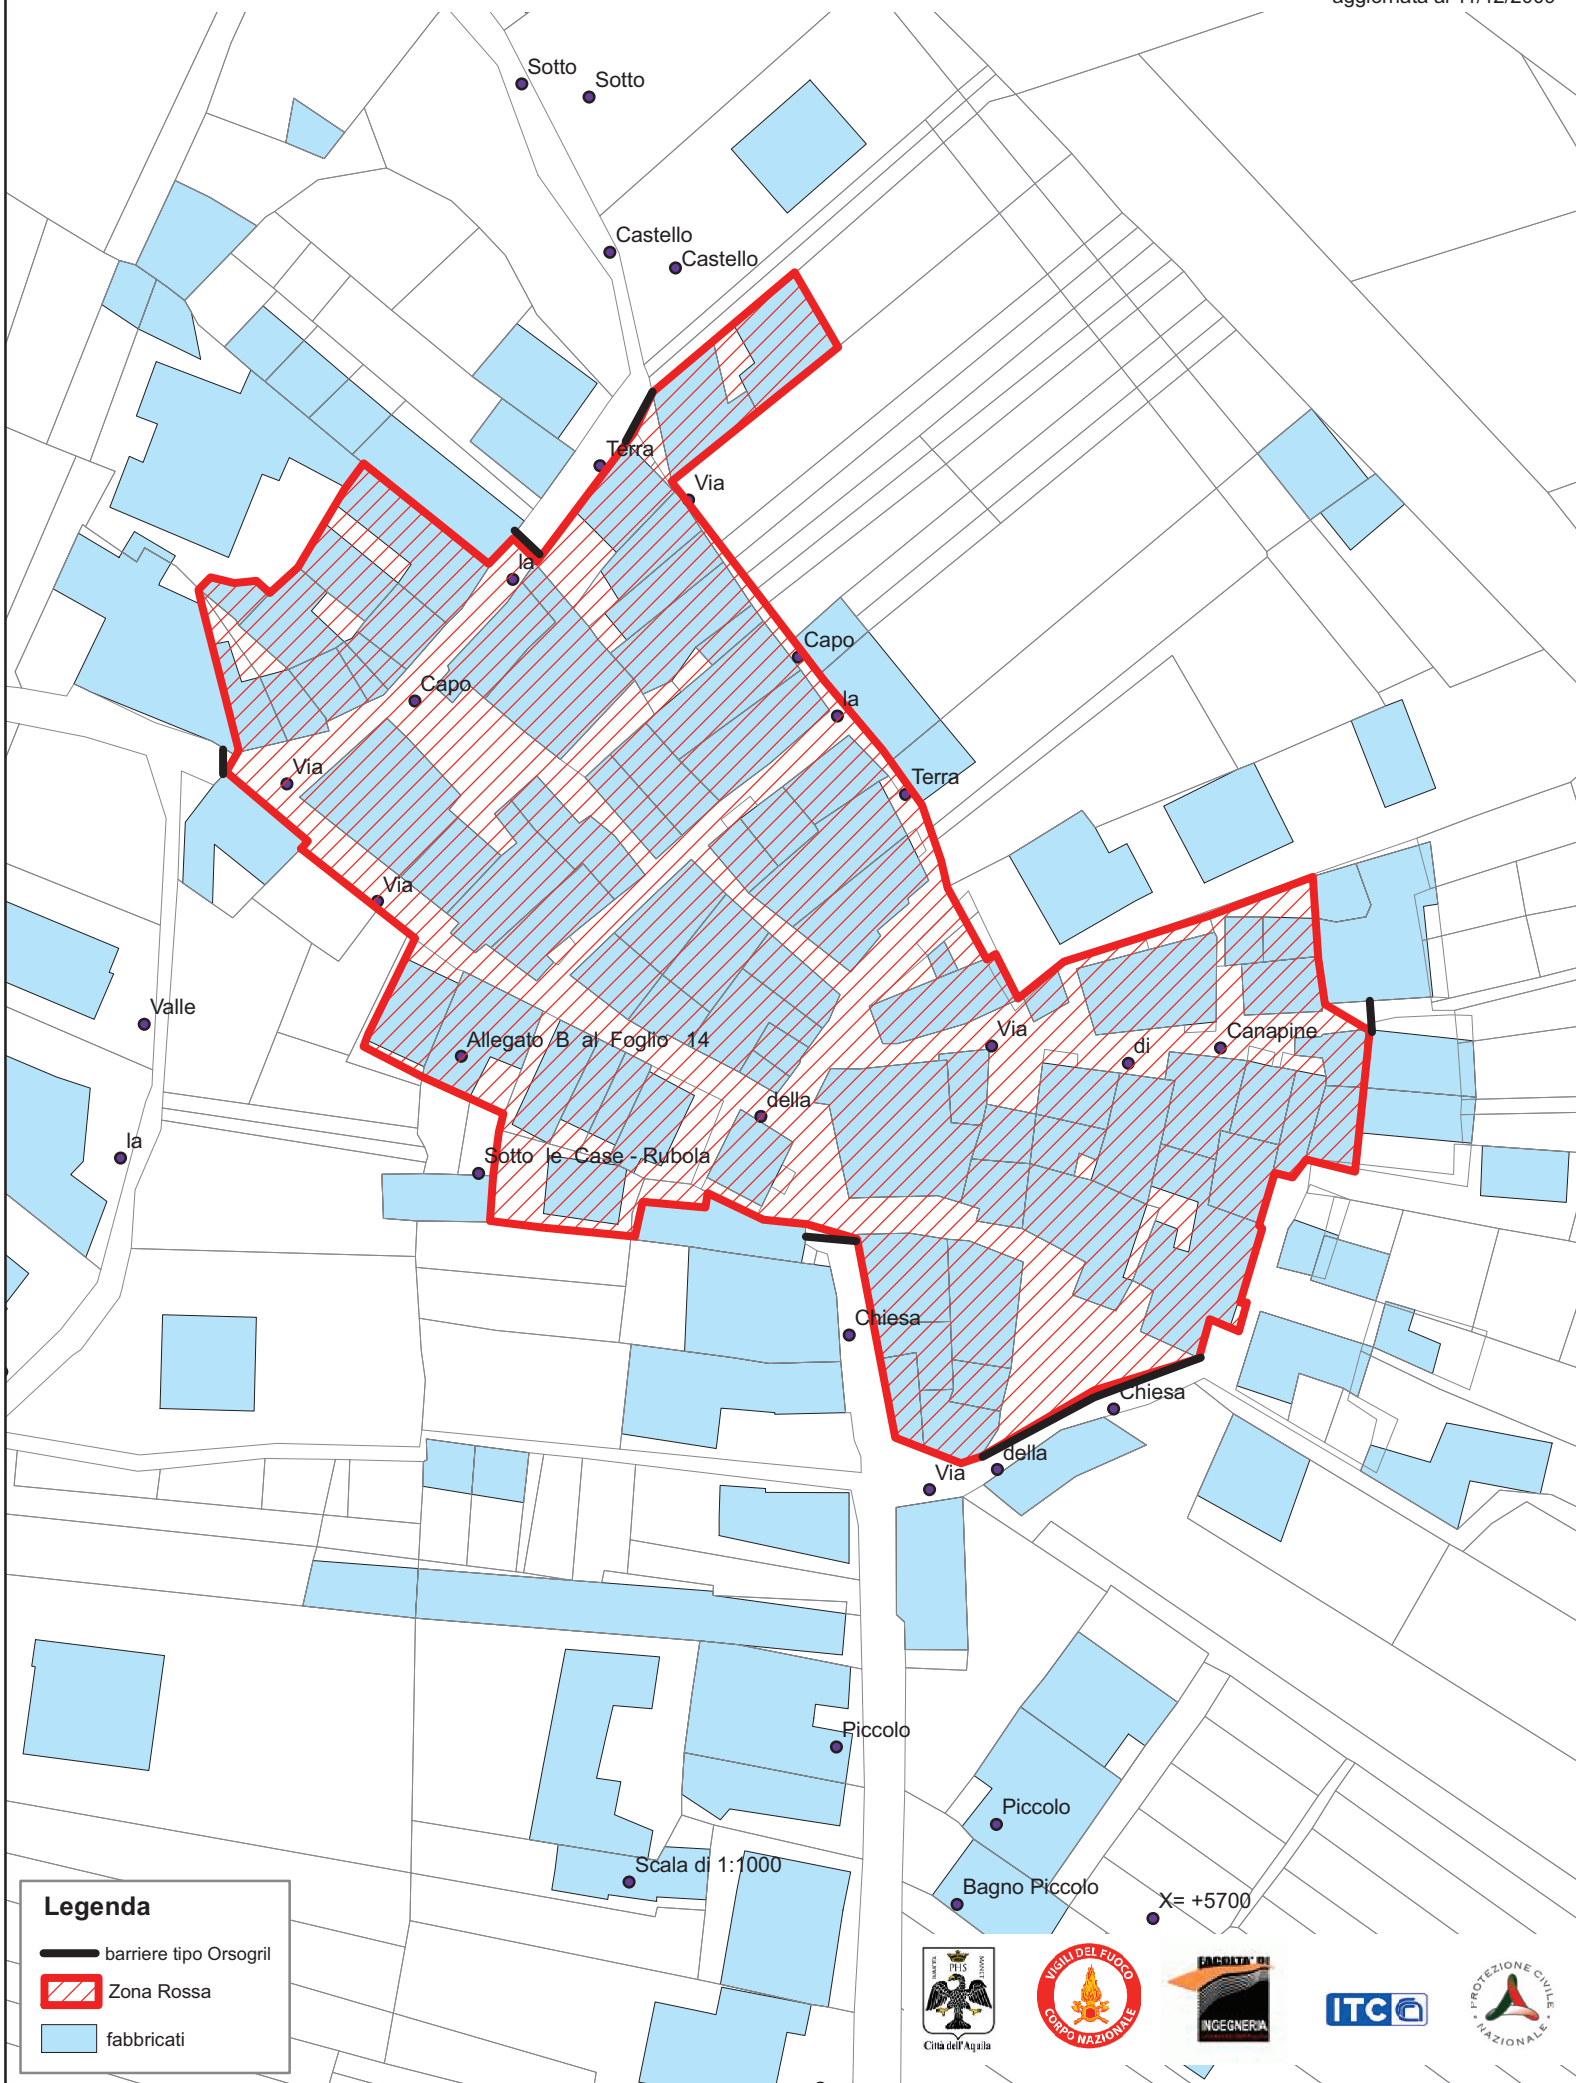 Sotto
Sotto
Castello
Castello
Terra
Via
la
Capo
Capo
la
Via
Terra
Via
Valle
Allegato B al Foglio 14
Via
di
Canapine
della
la
Sotto le Case - Rubola
Chiesa
Chiesa
della
Via
Piccolo
Piccolo
Scala di 1:1000
Bagno Piccolo
X= +5700
Legenda
barriere tipo Orsogril
Zona Rossa
fabbricati
PHS
Città dell'Aquila
VIGILI DEL FUOCO
CORPO NAZIONALE
FACOLTA' DI
INGEGNERIA
ITC
PROTEZIONE CIVILE
NAZIONALE